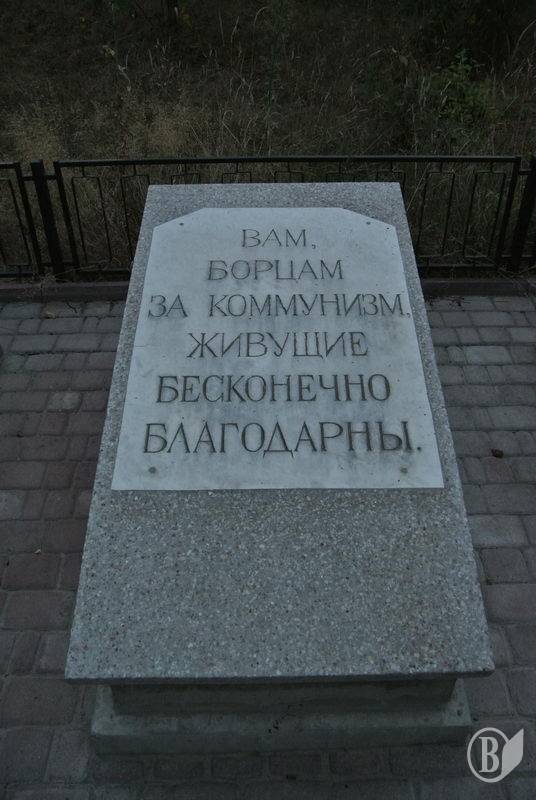 ВАМ,
БОРЦАМ
ЗА КОММУНИЗМ,
ЖИВУЩИЕ
БЕСКОНЕЧНО
БЛАГОДАРНЫ.
В